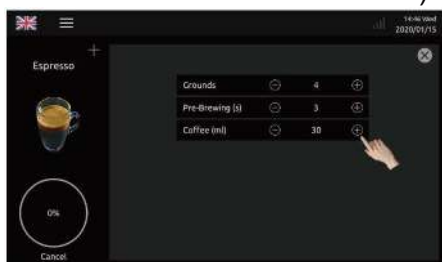 14:46 Wed
2020/01/15
Espresso
Grounds 4
Pre-Brewing (s) 3
Coffee (ml) 30
0%
Cancel